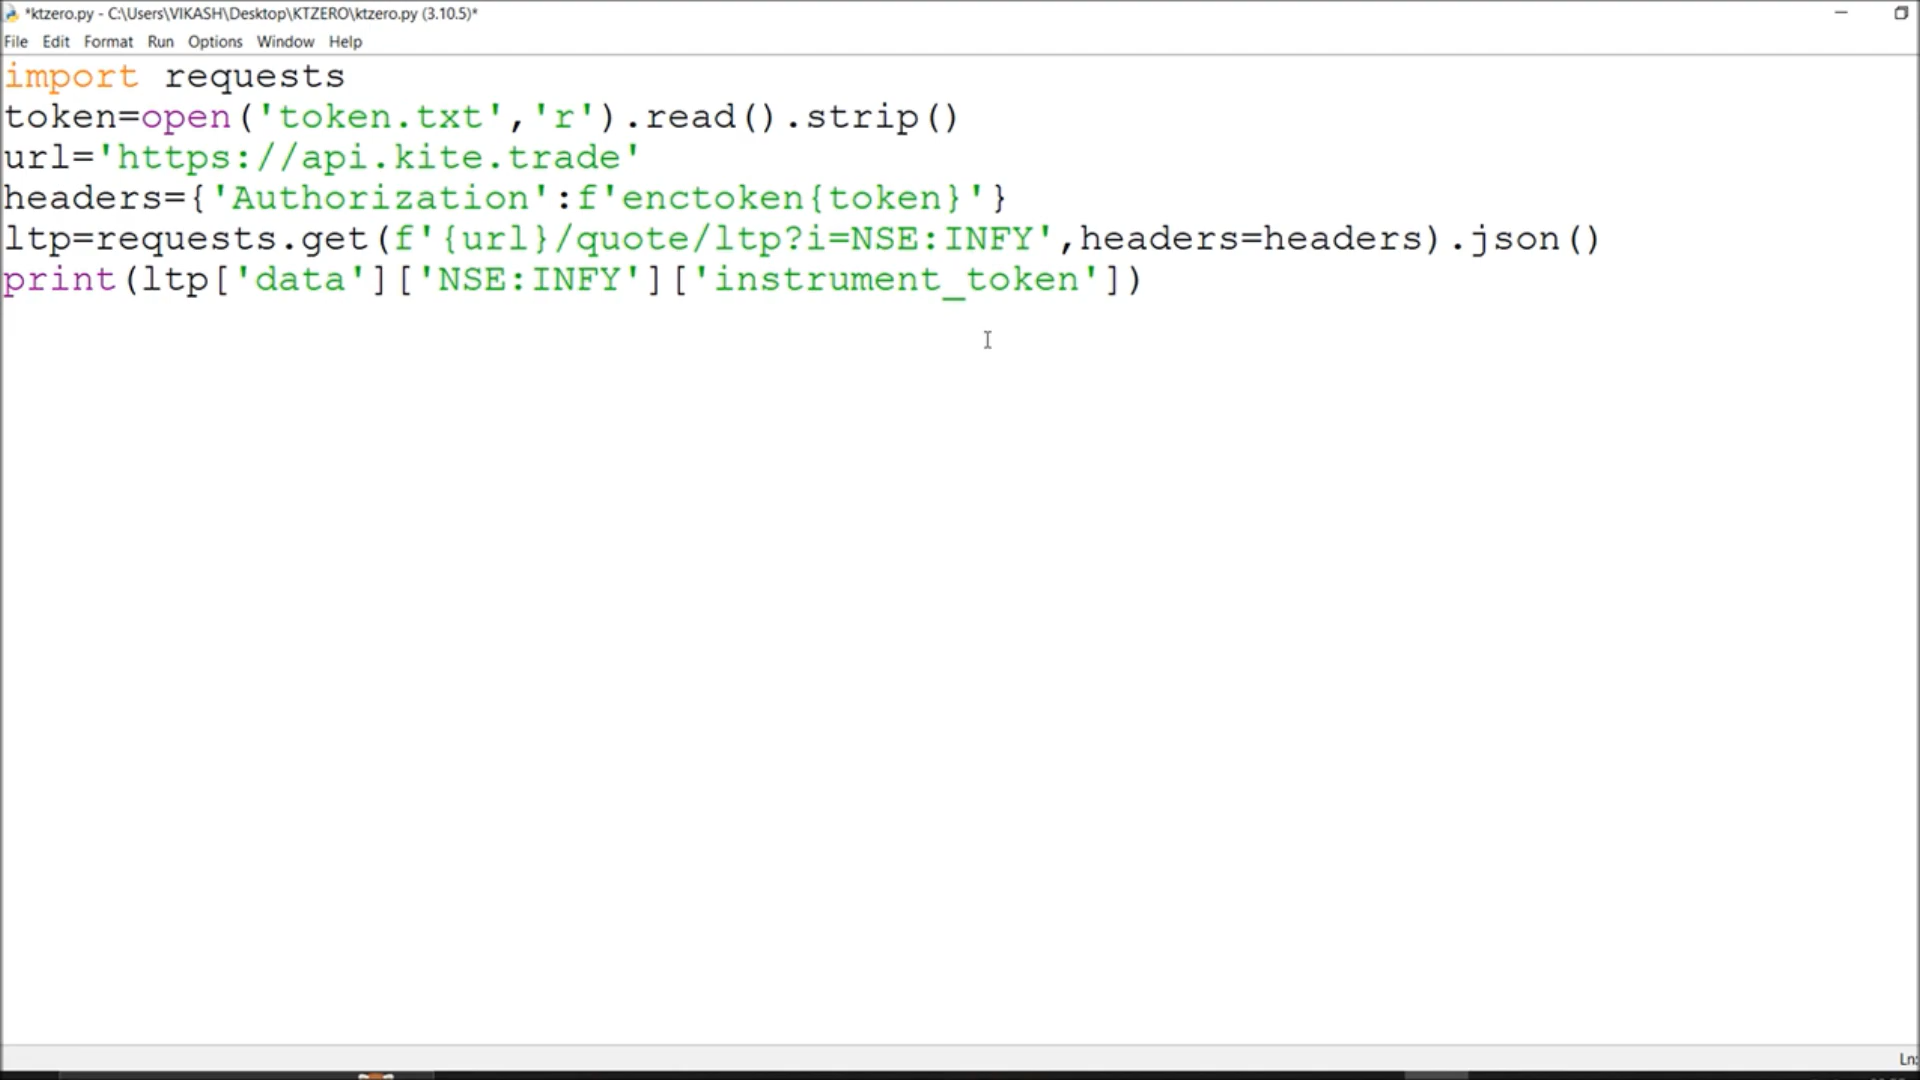 *ktzero.py - C:\Users\VIKASH\Desktop\KTZERO\ktzero.py (3.10.5)*
File Edit Format Run Options Window Help
import requests
token=open('token.txt','r').read().strip()
url='https://api.kite.trade'
headers={'Authorization':f'enctoken{token}'}
ltp=requests.get(f'{url}/quote/ltp?i=NSE:INFY',headers=headers).json()
print(ltp['data']['NSE:INFY']['instrument_token'])
Ln: